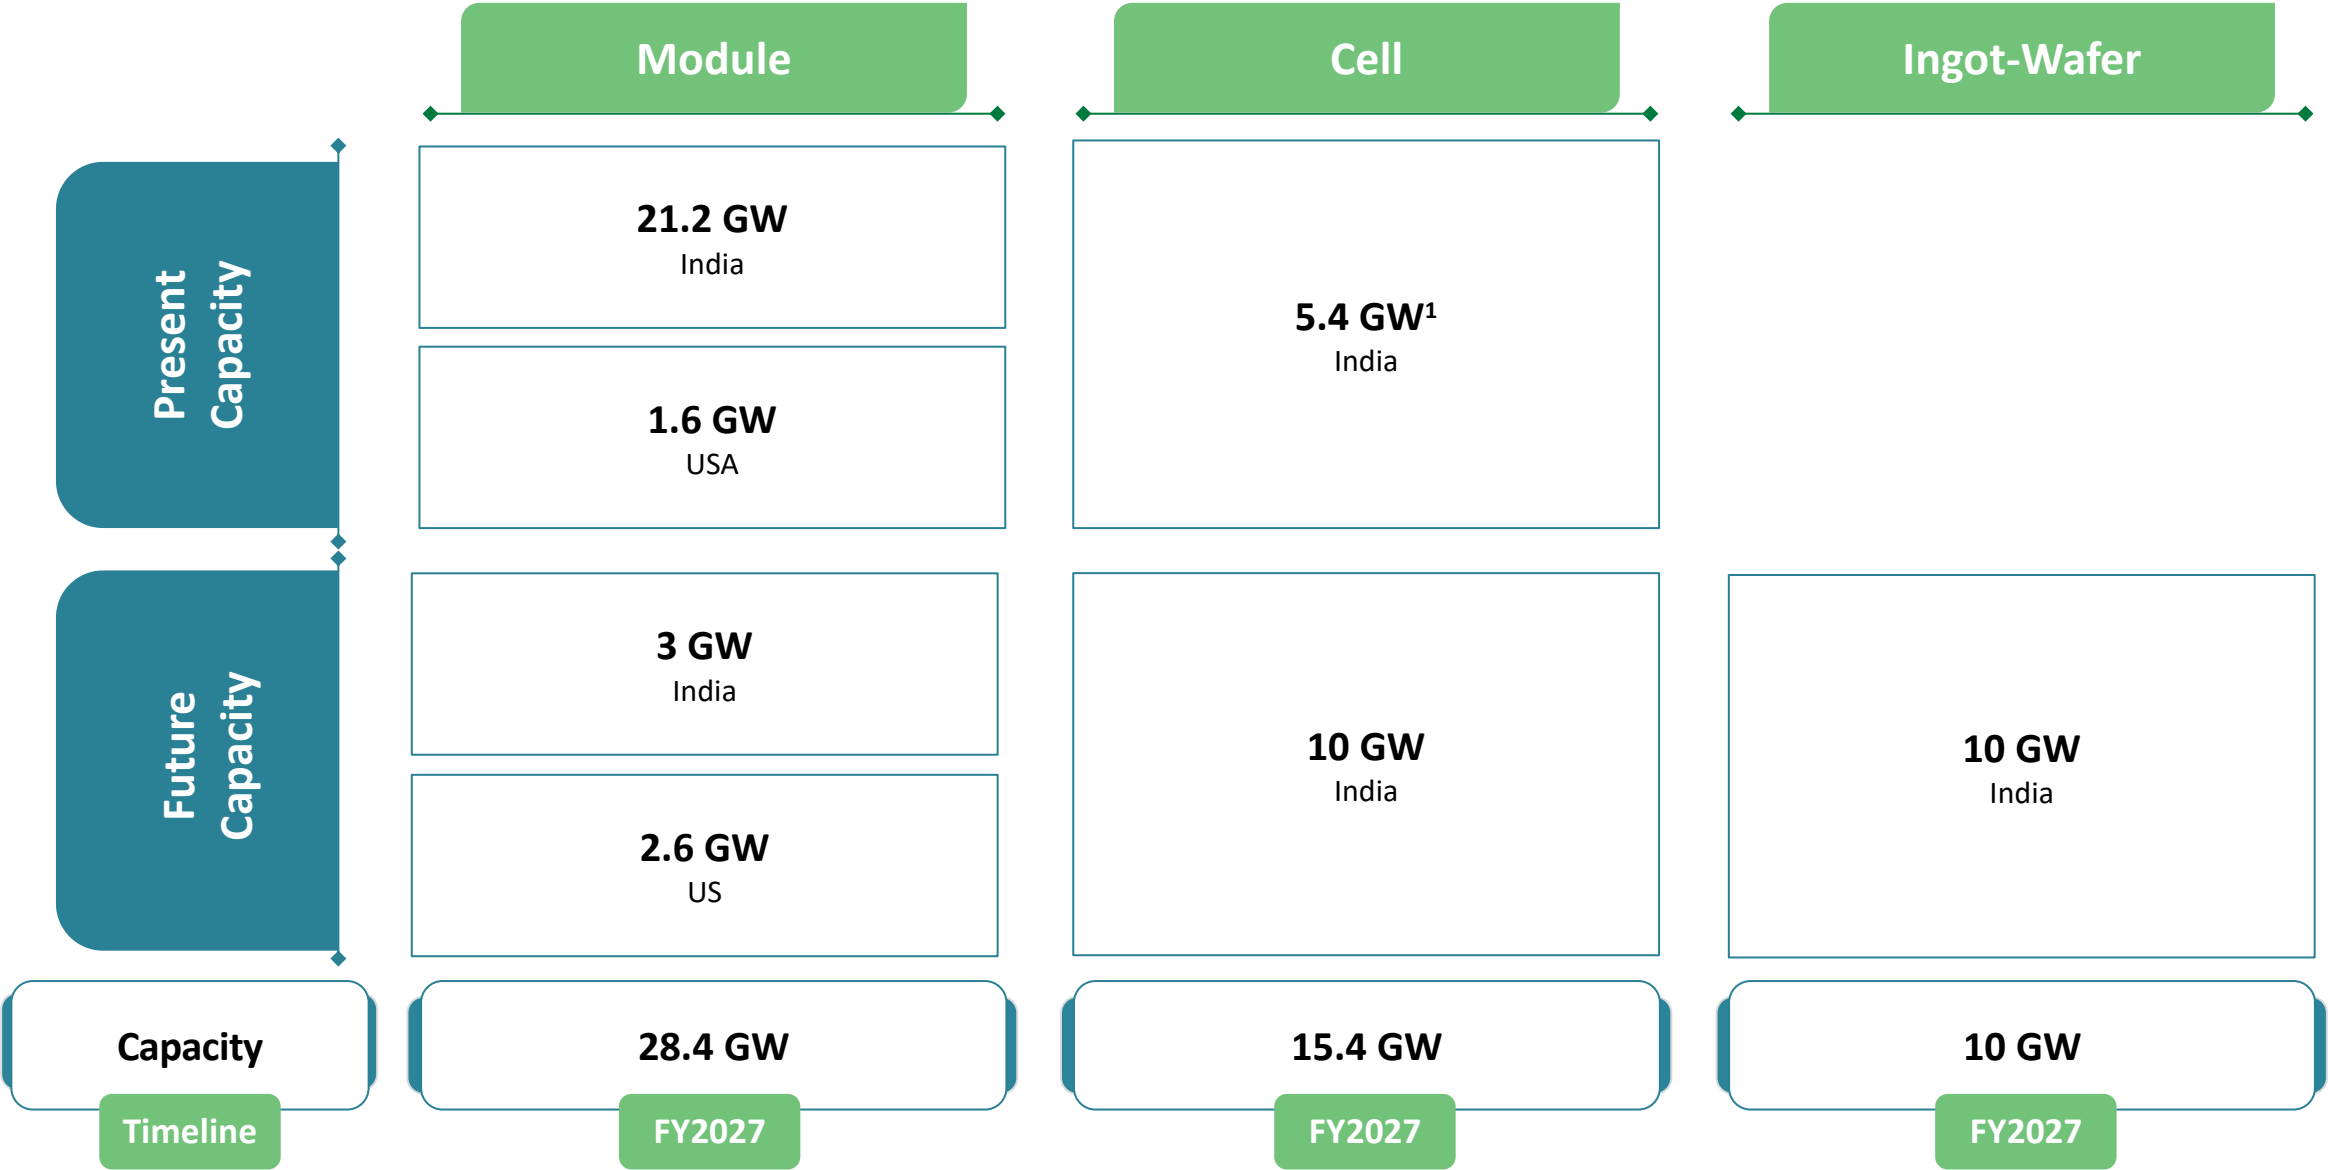 Module
Cell
Ingot-Wafer
Present
Capacity
21.2 GW
India
1.6 GW
USA
5.4 GW¹
India
Future
Capacity
3 GW
India
2.6 GW
US
10 GW
India
10 GW
India
Capacity
28.4 GW
15.4 GW
10 GW
Timeline
FY2027
FY2027
FY2027